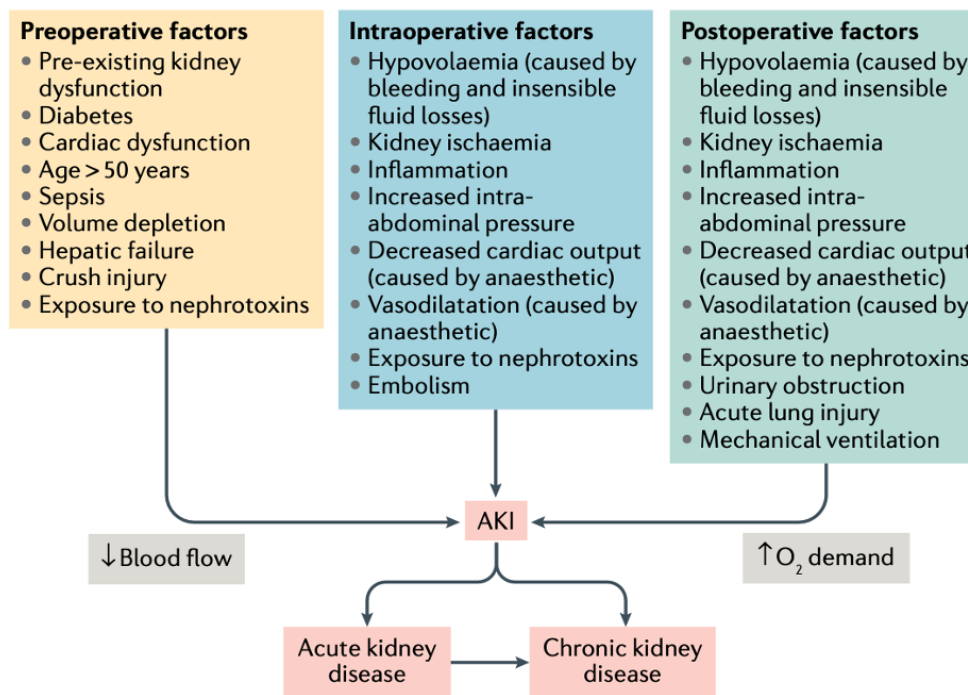 Preoperative factors
• Pre-existing kidney
dysfunction
• Diabetes
• Cardiac dysfunction
• Age > 50 years
• Sepsis
• Volume depletion
• Hepatic failure
• Crush injury
• Exposure to nephrotoxins
Intraoperative factors
• Hypovolaemia (caused by
bleeding and insensible
fluid losses)
• Kidney ischaemia
• Inflammation
• Increased intra-
abdominal pressure
• Decreased cardiac output
(caused by anaesthetic)
• Vasodilatation (caused by
anaesthetic)
• Exposure to nephrotoxins
• Embolism
Postoperative factors
• Hypovolaemia (caused by
bleeding and insensible
fluid losses)
• Kidney ischaemia
• Inflammation
• Increased intra-
abdominal pressure
• Decreased cardiac output
(caused by anaesthetic)
• Vasodilatation (caused by
anaesthetic)
• Exposure to nephrotoxins
• Urinary obstruction
• Acute lung injury
• Mechanical ventilation
AKI
↓ Blood flow
↑ O₂ demand
Acute kidney
disease
Chronic kidney
disease